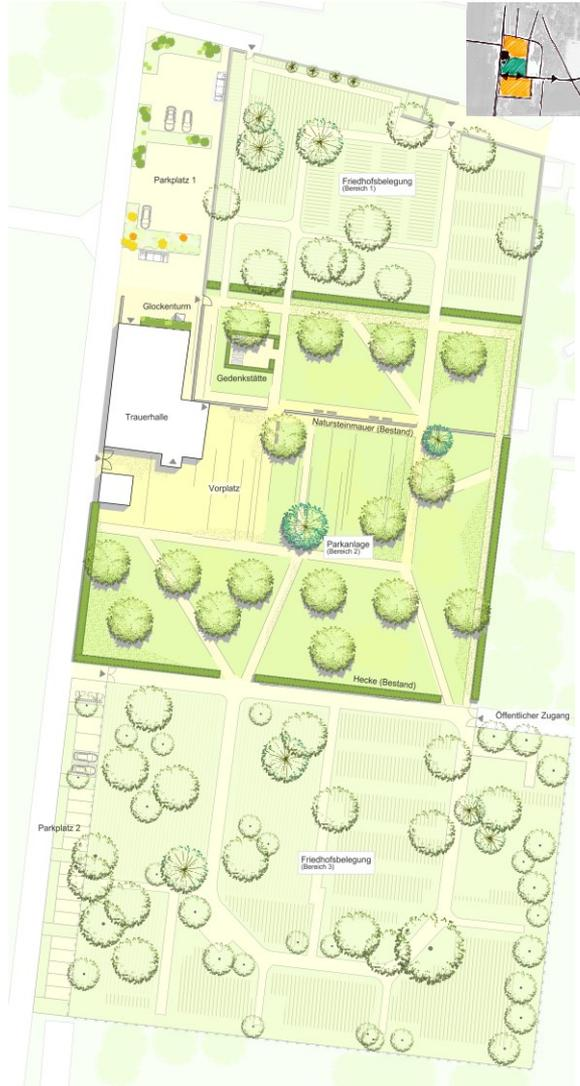 Parkplatz 1
Friedhofsbelegung
(Bereich 1)
Glockenturm
Gedenkstätte
Trauerhalle
Natursteinmauer (Bestand)
Vorplatz
Parkanlage
(Bereich 2)
Hecke (Bestand)
Öffentlicher Zugang
Parkplatz 2
Friedhofsbelegung
(Bereich 3)